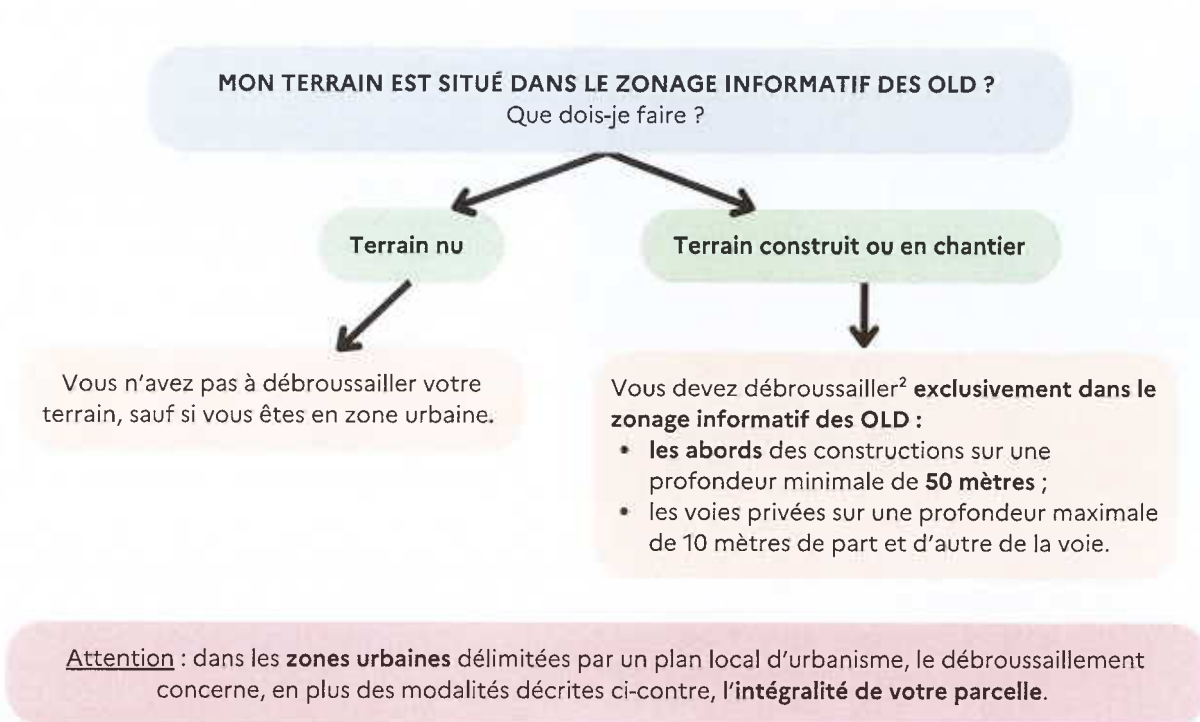 MON TERRAIN EST SITUÉ DANS LE ZONAGE INFORMATIF DES OLD ?
Que dois-je faire ?
Terrain nu
Terrain construit ou en chantier
Vous n'avez pas à débroussailler votre
terrain, sauf si vous êtes en zone urbaine.
Vous devez débroussailler² exclusivement dans le
zonage informatif des OLD :
• les abords des constructions sur une
profondeur minimale de 50 mètres ;
• les voies privées sur une profondeur maximale
de 10 mètres de part et d'autre de la voie.
Attention : dans les zones urbaines délimitées par un plan local d'urbanisme, le débroussaillement
concerne, en plus des modalités décrites ci-contre, l'intégralité de votre parcelle.